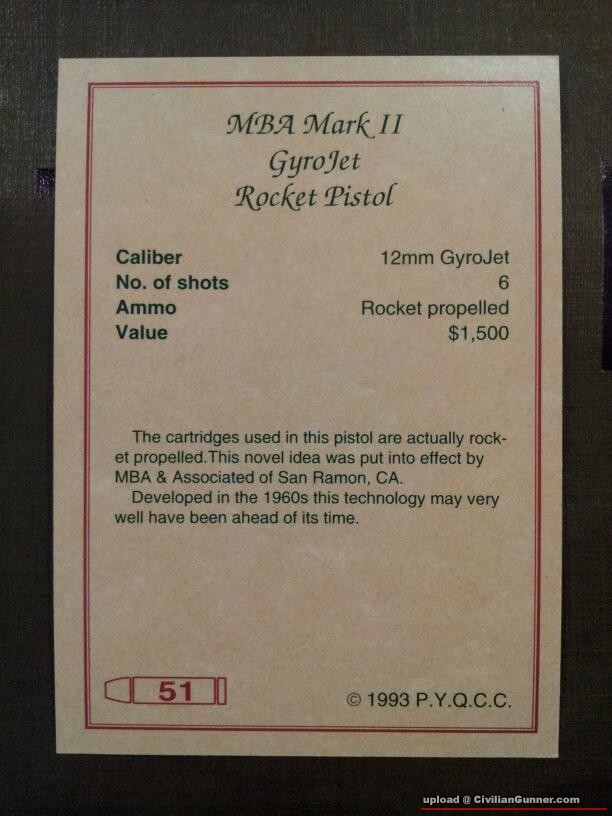 MBA Mark II
GyroJet
Rocket Pistol
Caliber 12mm GyroJet
No. of shots 6
Ammo Rocket propelled
Value $1,500
The cartridges used in this pistol are actually rock-
et propelled.This novel idea was put into effect by
MBA & Associated of San Ramon, CA.
Developed in the 1960s this technology may very
well have been ahead of its time.
51
© 1993 P.Y.Q.C.C.
upload @ CivilianGunner.com